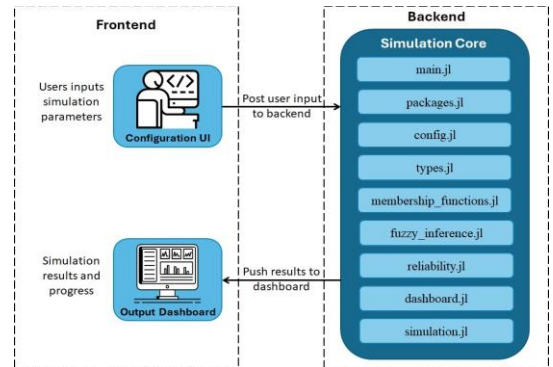 Frontend
Users inputs
simulation
parameters
</>
Configuration UI
Post user input
to backend
Simulation
results and
progress
Output Dashboard
Push results to
dashboard
Backend
Simulation Core
main.jl
packages.jl
config.jl
types.jl
membership_functions.jl
fuzzy_inference.jl
reliability.jl
dashboard.jl
simulation.jl